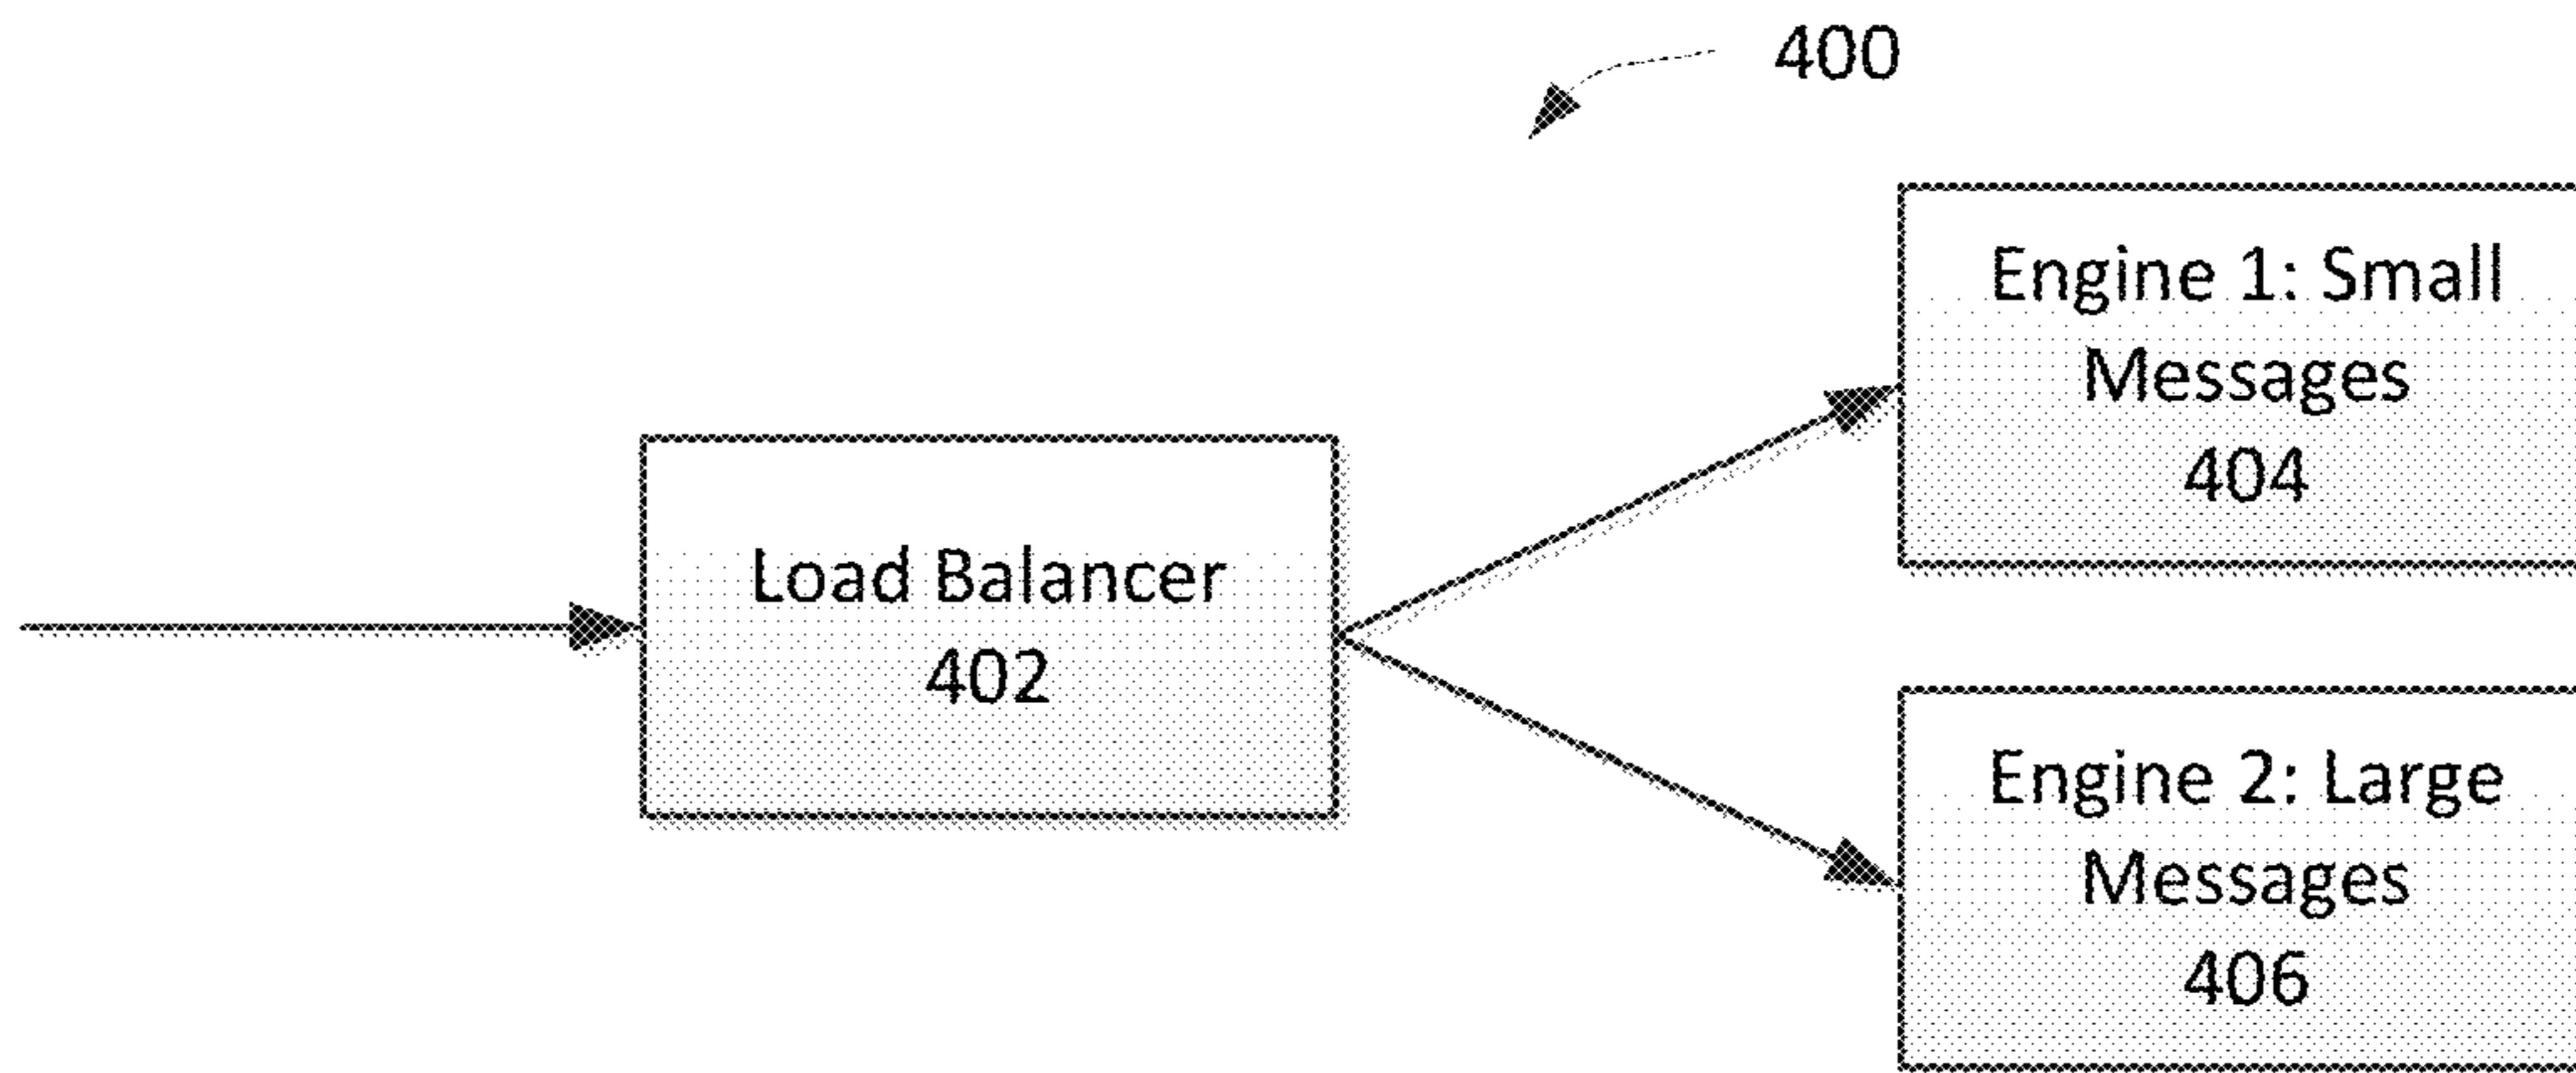 400
Engine 1: Small
Messages
404
Load Balancer
402
Engine 2: Large
Messages
406